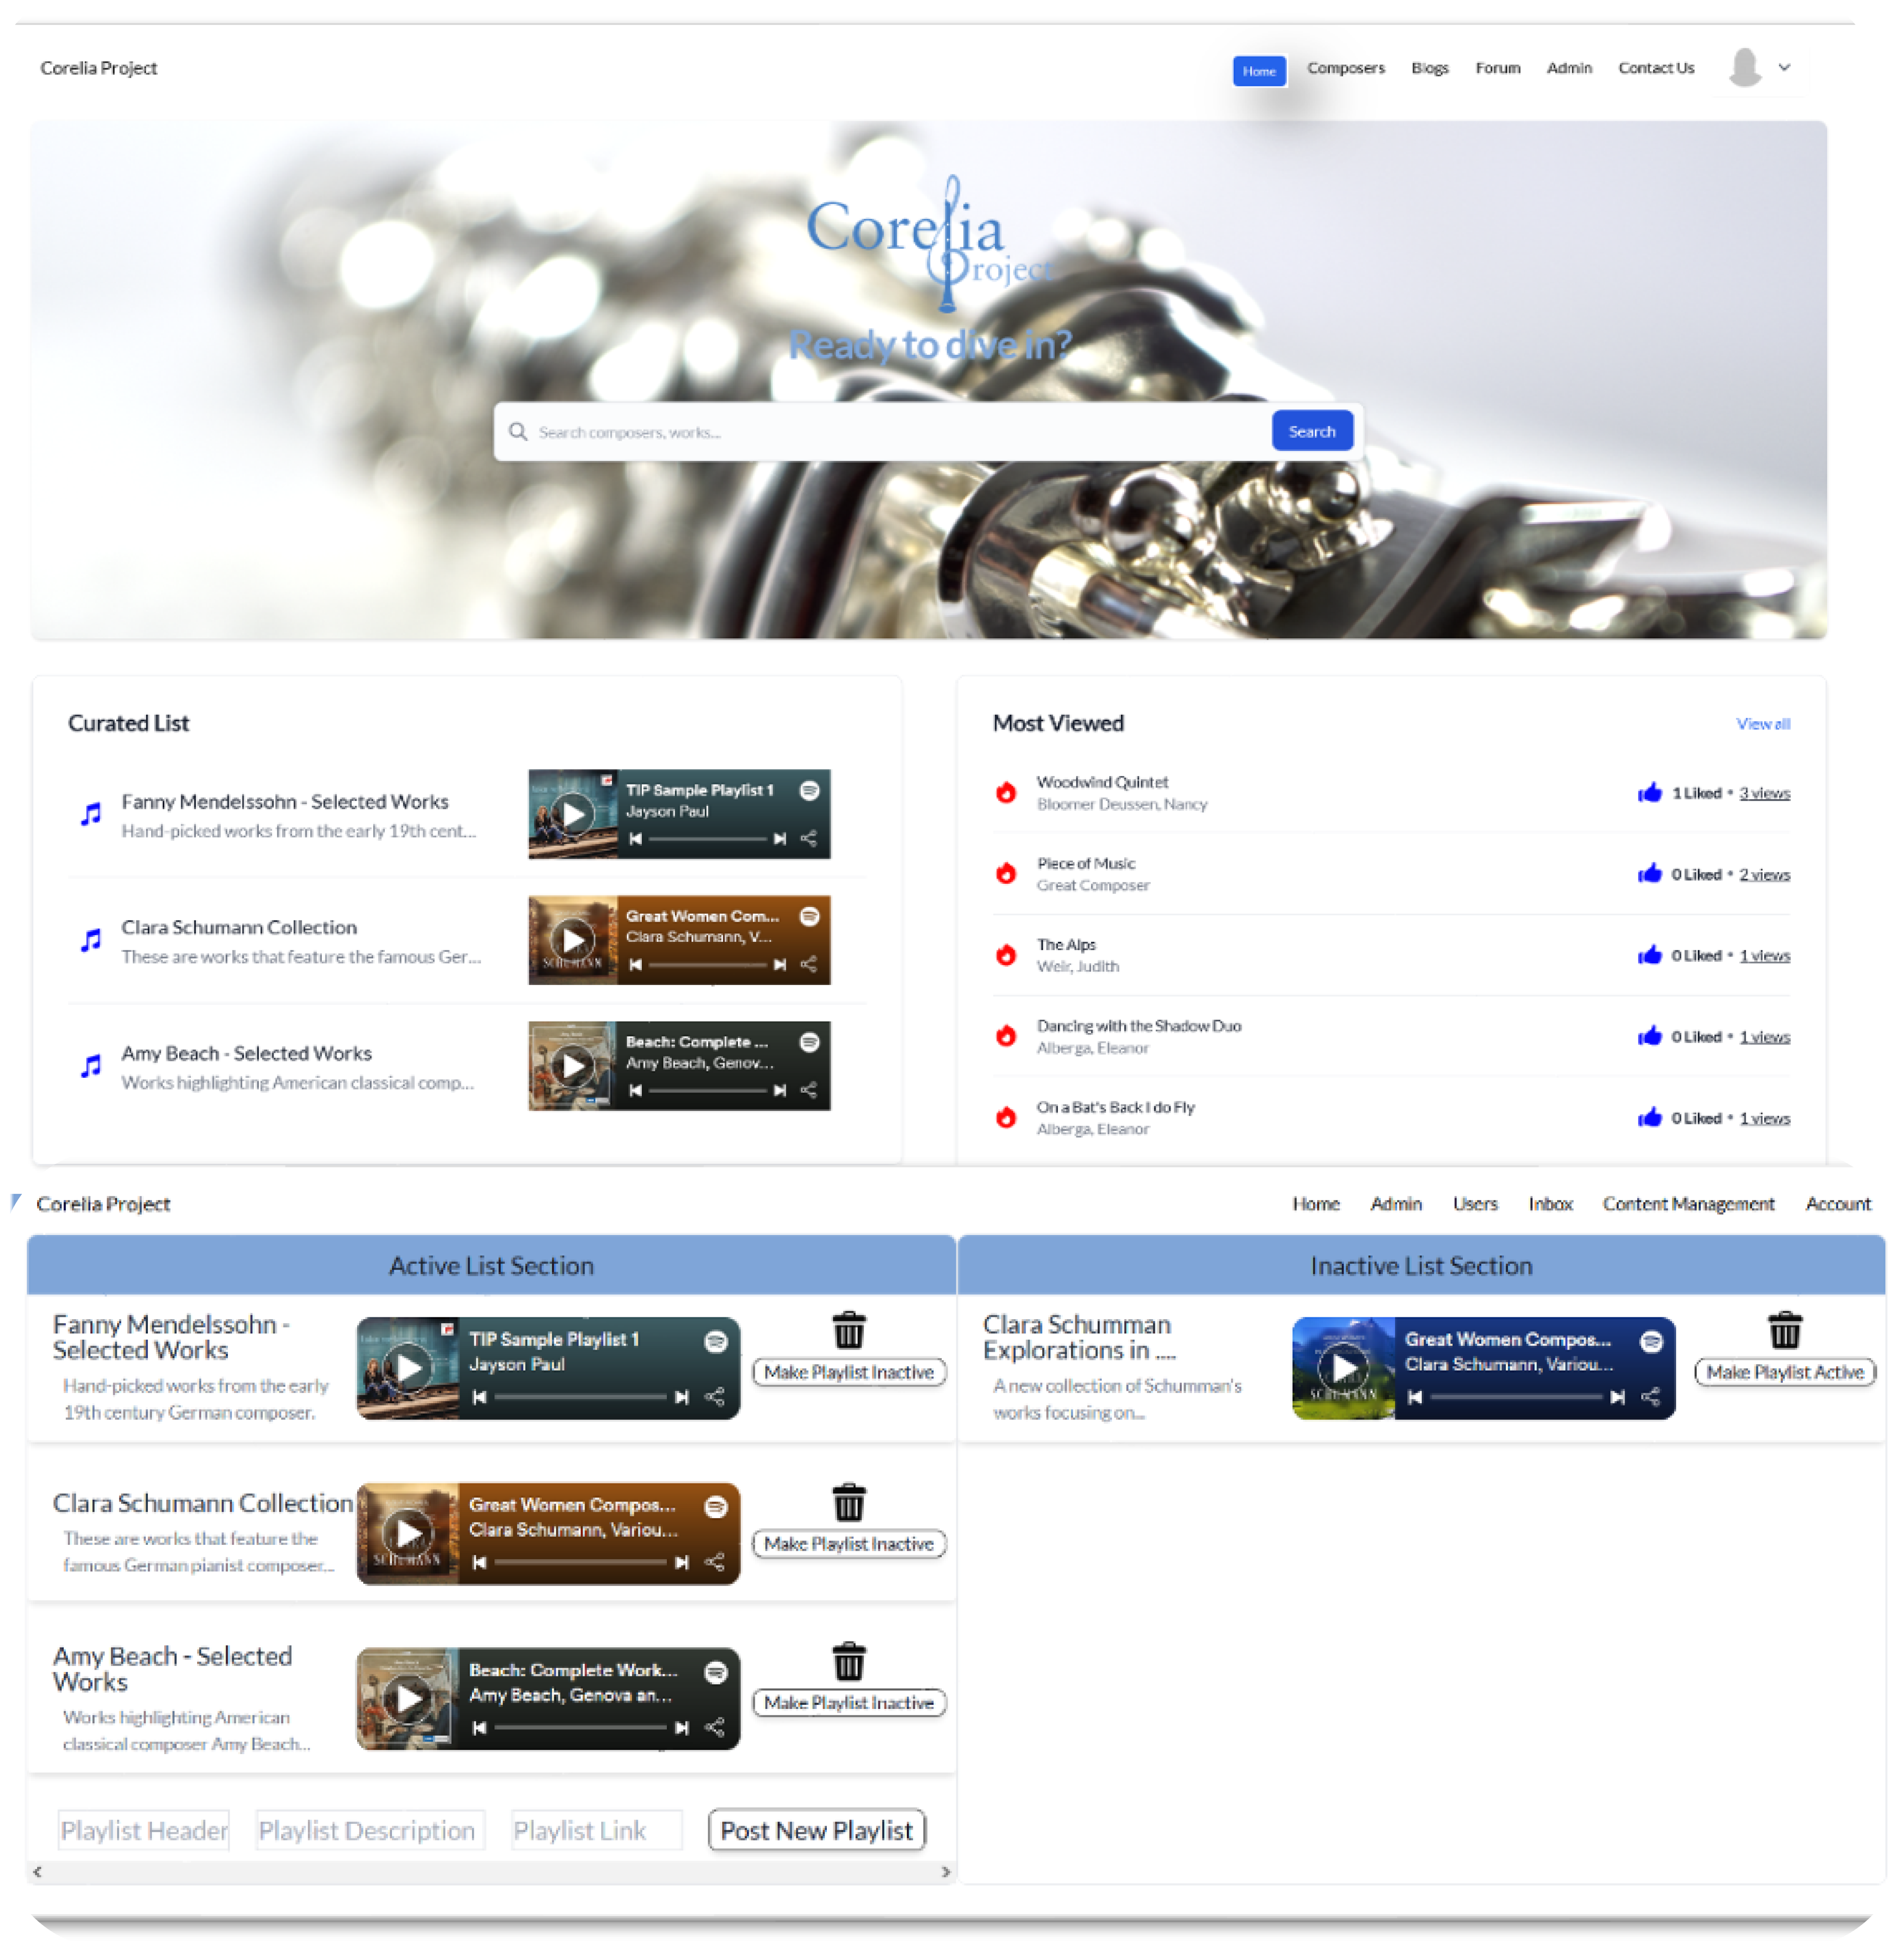 Corelia Project
Home Composers Blogs Forum Admin Contact Us
Corelia
Project
Ready to dive in?
Search composers, works...
Search
Curated List
Fanny Mendelssohn - Selected Works
Hand-picked works from the early 19th cent...
TIP Sample Playlist 1
Jayson Paul
Clara Schumann Collection
These are works that feature the famous Ger...
Great Women Com...
Clara Schumann, V...
SCHUMANN
Amy Beach - Selected Works
Works highlighting American classical comp...
Beach: Complete ...
Amy Beach, Genov...
Most Viewed
View all
Woodwind Quintet
Bloomer Deussen, Nancy
1 Liked • 3 views
Piece of Music
Great Composer
0 Liked • 2 views
The Alps
Weir, Judith
0 Liked • 1 views
Dancing with the Shadow Duo
Alberga, Eleanor
0 Liked • 1 views
On a Bat's Back I do Fly
Alberga, Eleanor
0 Liked • 1 views
Corelia Project
Home Admin Users Inbox Content Management Account
Active List Section
Fanny Mendelssohn -
Selected Works
Hand-picked works from the early
19th century German composer.
TIP Sample Playlist 1
Jayson Paul
Make Playlist Inactive
Clara Schumann Collection
These are works that feature the
famous German pianist composer...
Great Women Compos...
Clara Schumann, Variou...
SCHUMANN
Make Playlist Inactive
Amy Beach - Selected
Works
Works highlighting American
classical composer Amy Beach...
Beach: Complete Work...
Amy Beach, Genova an...
Make Playlist Inactive
Playlist Header
Playlist Description
Playlist Link
Post New Playlist
Inactive List Section
Clara Schumman
Explorations in ....
A new collection of Schumman's
works focusing on...
Great Women Compos...
Clara Schumann, Variou...
SCHUMANN
Make Playlist Active